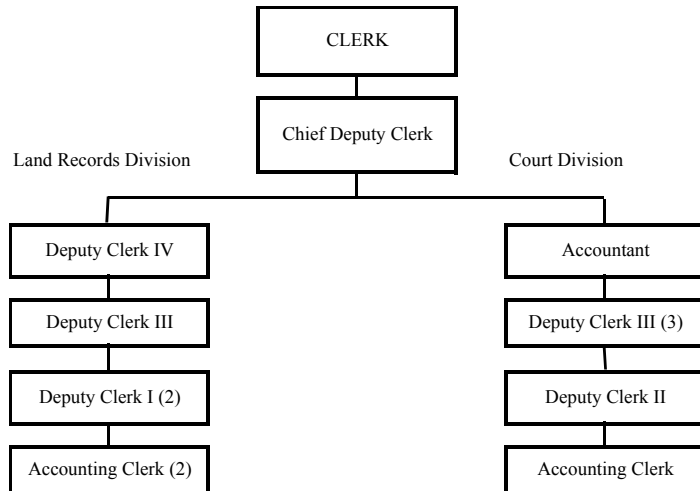 CLERK
Chief Deputy Clerk
Land Records Division
Court Division
Deputy Clerk IV
Accountant
Deputy Clerk III
Deputy Clerk III (3)
Deputy Clerk I (2)
Deputy Clerk II
Accounting Clerk (2)
Accounting Clerk